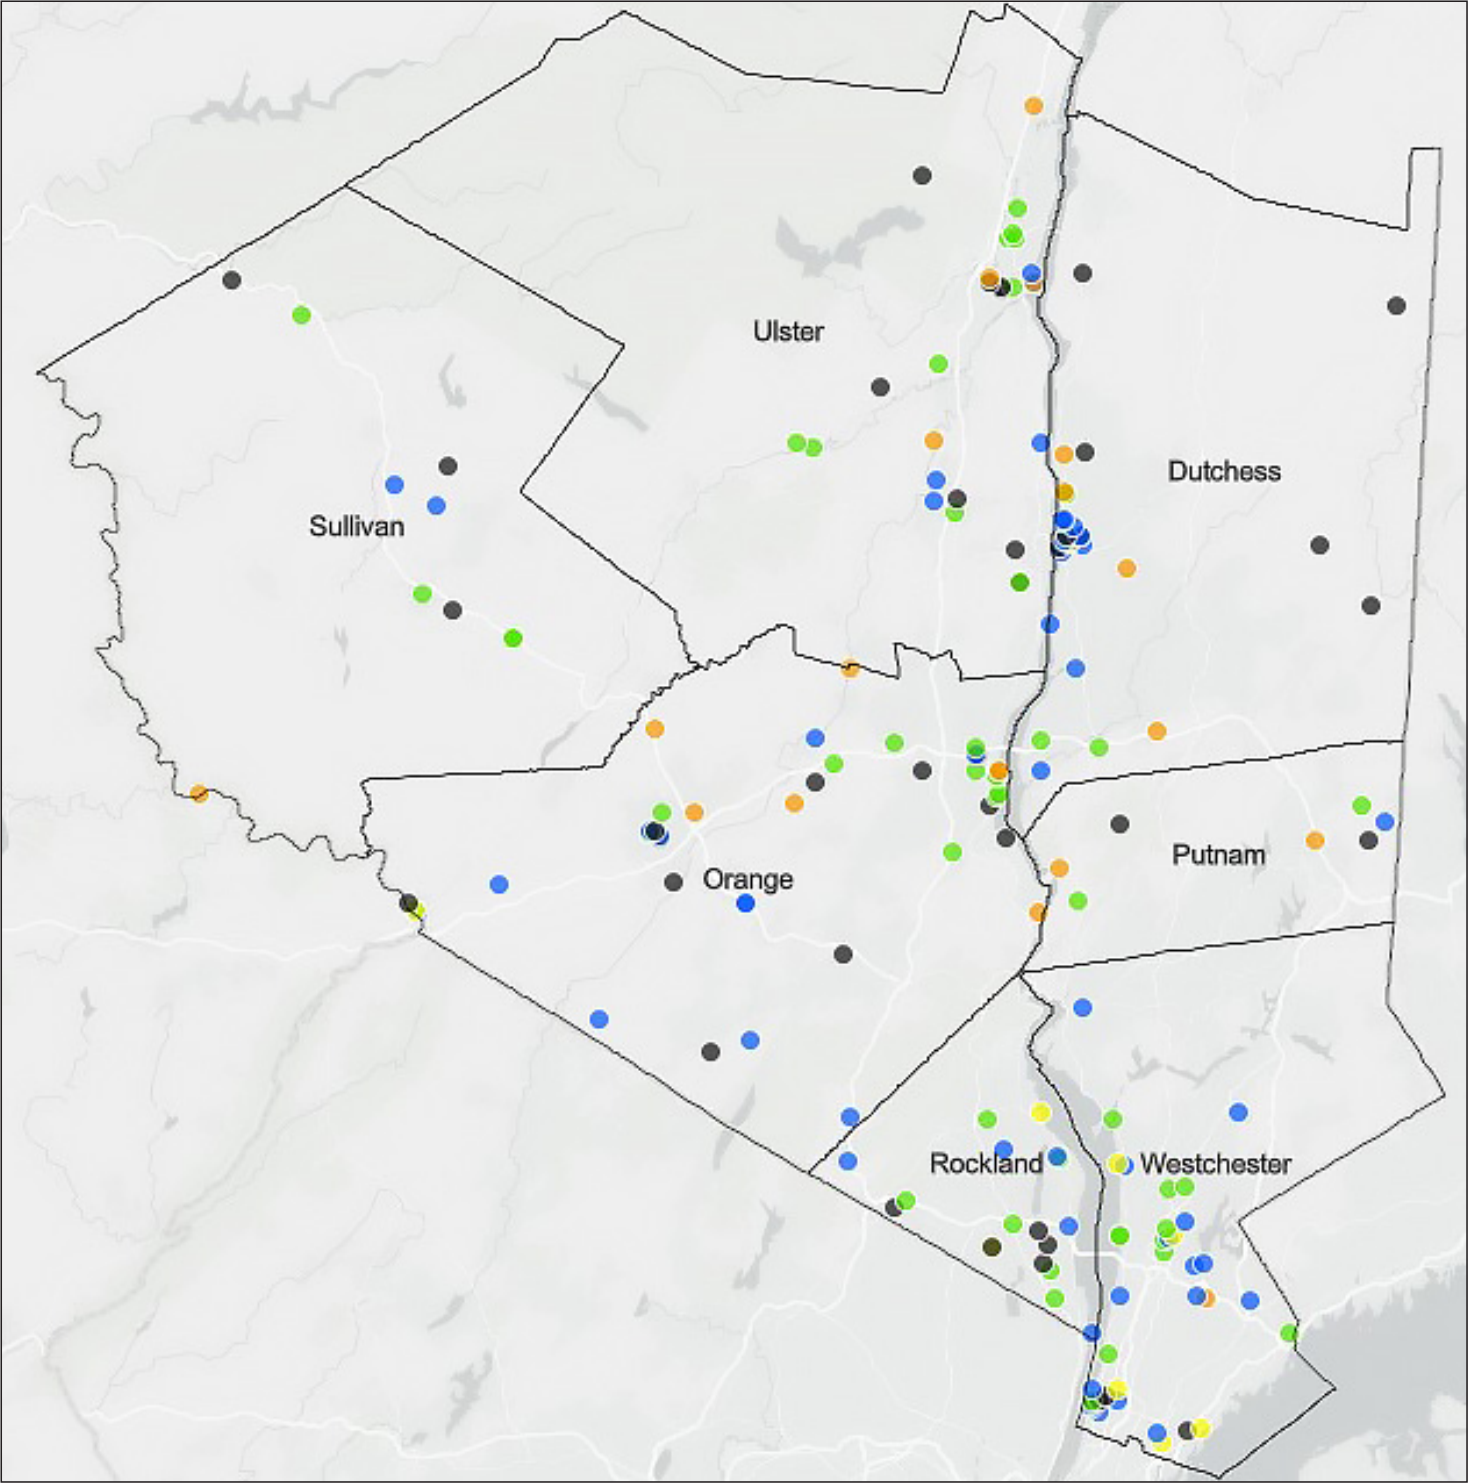 Ulster
Dutchess
Sullivan
Putnam
Orange
Rockland
Westchester